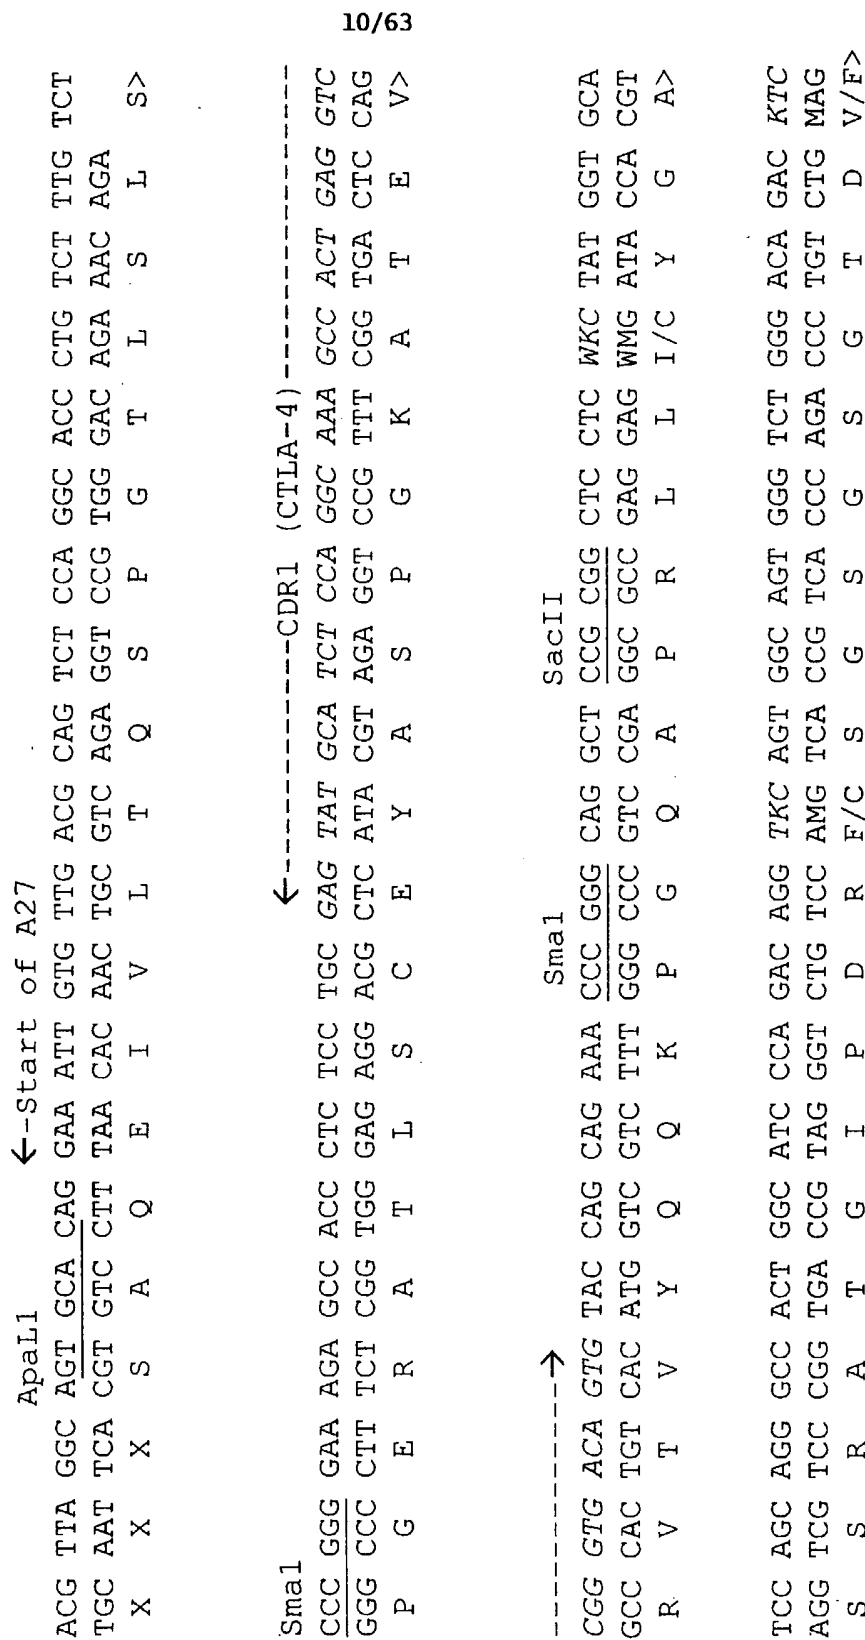 10/63
←-Start of A27
ApaL1
ACG TTA GGC AGT GCA CAG GAA ATT GTG TTG ACG CAG TCT CCA GGC ACC CTG TCT TTG TCT
TGC AAT TCA CGT GTC CTT TAA CAC AAC TGC GTC AGA GGT CCG TGG GAC AGA AAC AGA
X X X S A Q E I V L T Q S P G T L S L S>
Sma1 ←----------CDR1 (CTLA-4)----------------
CCC GGG GAA AGA GCC ACC CTC TCC TGC GAG TAT GCA TCT CCA GGC AAA GCC ACT GAG GTC
GGG CCC CTT TCT CGG TGG GAG AGG ACG CTC ATA CGT AGA GGT CCG TTT CGG TGA CTC CAG
P G E R A T L S C E Y A S P G K A T E V>
-------------→ Sma1 SacII
CGG GTG ACA GTG TAC CAG CAG AAA CCC GGG CAG GCT CCG CGG CTC CTC WKC TAT GGT GCA
GCC CAC TGT CAC ATG GTC GTC TTT GGG CCC GTC CGA GGC GCC GAG GAG WMG ATA CCA CGT
R V T V Y Q Q K P G Q A P R L L I/C Y G A>
TCC AGC AGG GCC ACT GGC ATC CCA GAC AGG TKC AGT GGC AGT GGG TCT GGG ACA GAC KTC
AGG TCG TCC CGG TGA CCG TAG GGT CTG TCC AMG TCA CCG TCA CCC AGA CCC TGT CTG MAG
S S R A T G I P D R F/C S G S G S G T D V/F>